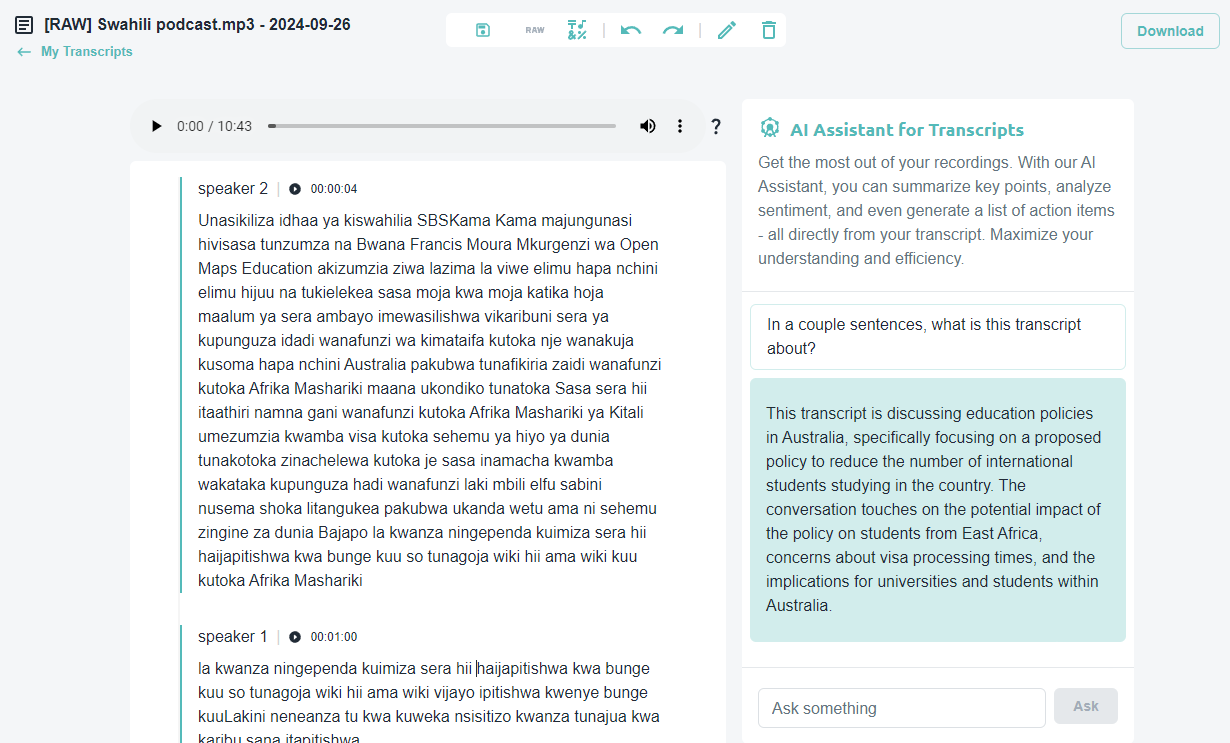 [RAW] Swahili podcast.mp3 - 2024-09-26
My Transcripts
RAW
Download
0:00 / 10:43
?
speaker 2 | 00:00:04
Unasikiliza idhaa ya kiswahilia SBSKama Kama majungunasi
hivisasa tunzumza na Bwana Francis Moura Mkurgenzi wa Open
Maps Education akizumzia ziwa lazima la viwe elimu hapa nchini
elimu hijuu na tukielekea sasa moja kwa moja katika hoja
maalum ya sera ambayo imewasilishwa vikaribuni sera ya
kupunguza idadi wanafunzi wa kimataifa kutoka nje wanakuja
kusoma hapa nchini Australia pakubwa tunafikiria zaidi wanafunzi
kutoka Afrika Mashariki maana ukondiko tunatoka Sasa sera hii
itaathiri namna gani wanafunzi kutoka Afrika Mashariki ya Kitali
umezumzia kwamba visa kutoka sehemu ya hiyo ya dunia
tunakotoka zinachelewa kutoka je sasa inamacha kwamba
wakataka kupunguza hadi wanafunzi laki mbili elfu sabini
nusema shoka litangukea pakubwa ukanda wetu ama ni sehemu
zingine za dunia Bajapo la kwanza ningependa kuimiza sera hii
haijapitishwa kwa bunge kuu so tunagoja wiki hii ama wiki kuu
kutoka Afrika Mashariki
speaker 1 | 00:01:00
la kwanza ningependa kuimiza sera hii haijapitishwa kwa bunge
kuu so tunagoja wiki hii ama wiki vijayo ipitishwa kwenye bunge
kuuLakini neneanza tu kwa kuweka nsisitizo kwanza tunajua kwa
karibu sana itapitishwa
AI Assistant for Transcripts
Get the most out of your recordings. With our AI
Assistant, you can summarize key points, analyze
sentiment, and even generate a list of action items
- all directly from your transcript. Maximize your
understanding and efficiency.
In a couple sentences, what is this transcript
about?
This transcript is discussing education policies
in Australia, specifically focusing on a proposed
policy to reduce the number of international
students studying in the country. The
conversation touches on the potential impact of
the policy on students from East Africa,
concerns about visa processing times, and the
implications for universities and students within
Australia.
Ask something
Ask